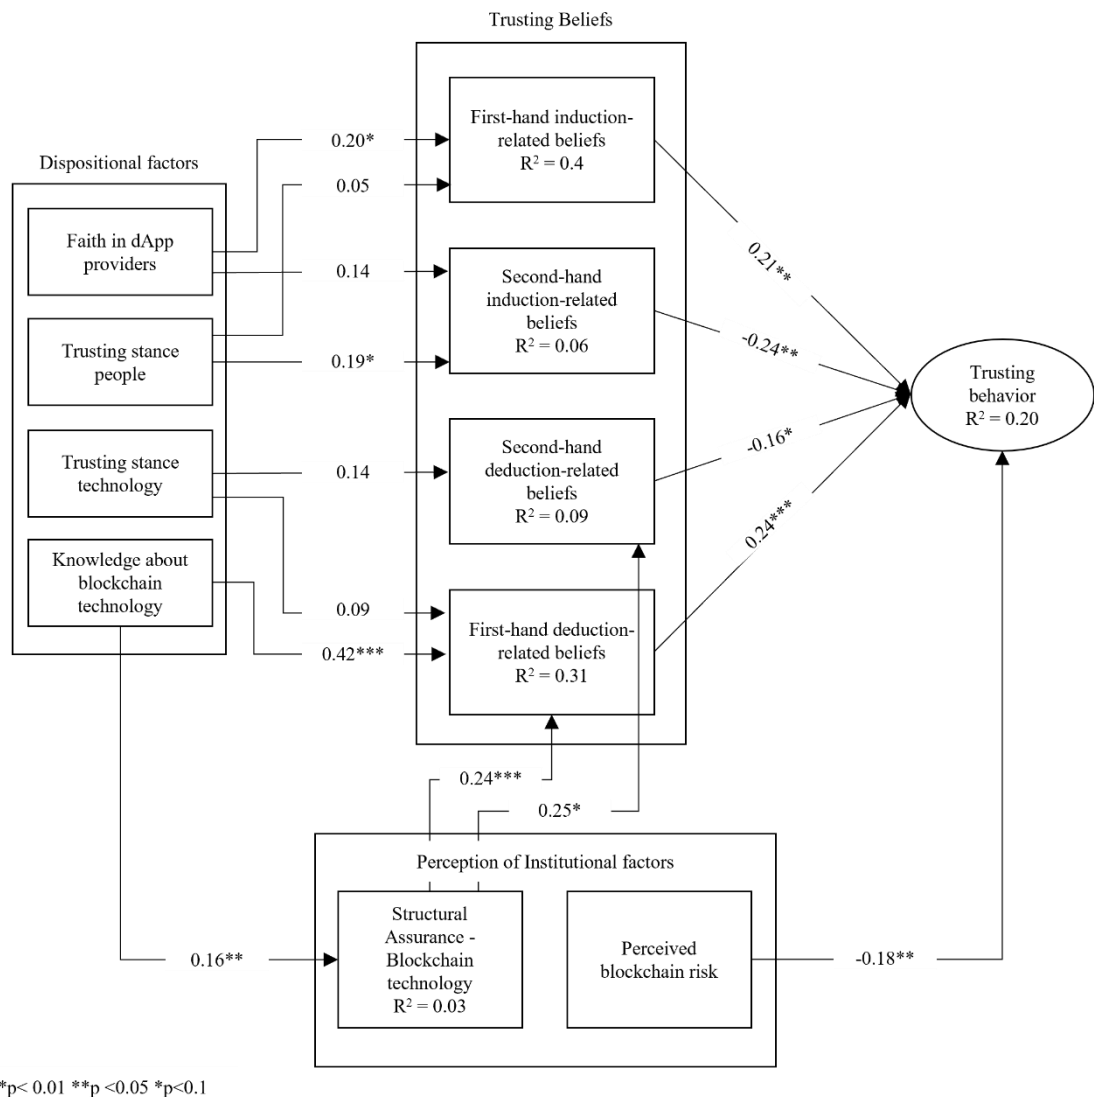 Trusting Beliefs
Dispositional factors
Faith in dApp
providers
Trusting stance
people
Trusting stance
technology
Knowledge about
blockchain
technology
0.20*
0.05
0.14
0.19*
0.14
0.09
0.42***
First-hand induction-
related beliefs
R² = 0.4
Second-hand
induction-related
beliefs
R² = 0.06
Second-hand
deduction-related
beliefs
R² = 0.09
First-hand deduction-
related beliefs
R² = 0.31
0.21**
-0.24**
-0.16*
0.24***
Trusting
behavior
R² = 0.20
0.24***
0.25*
Perception of Institutional factors
Structural
Assurance -
Blockchain
technology
R² = 0.03
Perceived
blockchain risk
0.16**
-0.18**
*p< 0.01 **p <0.05 *p<0.1